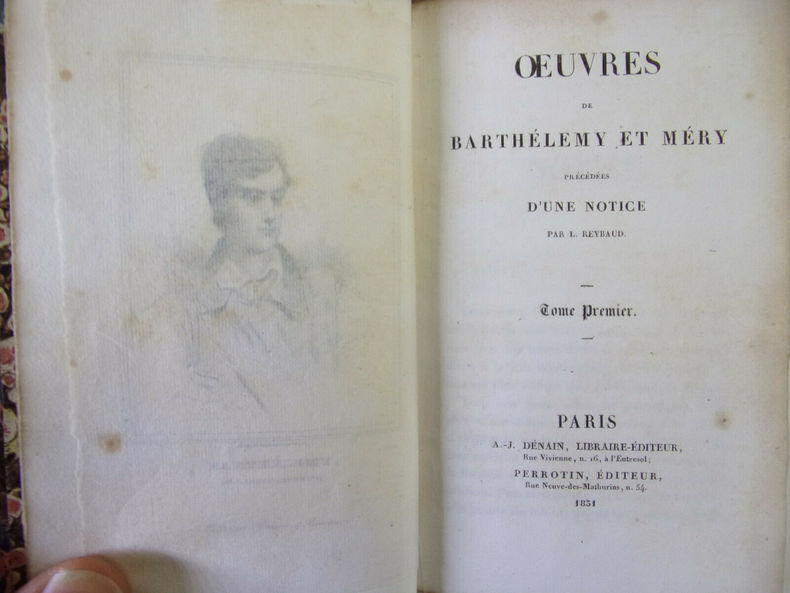 ŒUVRES
DE
BARTHÉLEMY ET MÉRY
PRÉCÉDÉES
D'UNE NOTICE
PAR L. REYBAUD.
Tome Premier.
PARIS
A.-J. DÉNAIN, LIBRAIRE-ÉDITEUR,
Rue Vivienne, n. 16, à l'Entresol;
PERROTIN, ÉDITEUR,
Rue Neuve-des-Mathurins, n. 54.
1831